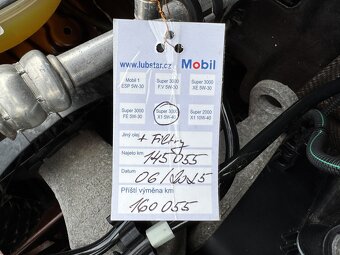 www.lubstar.cz Mobil
Mobil 1 ESP 5W-30
Super 3000 F.V 5W-30
Super 3000 XE 5W-30
Super 3000 FE 5W-30
Super 3000 X1 5W-40
Super 2000 X1 10W-40
Jiný olej + Filtry
Najeto km 145 055
Datum 06/2025
Příští výměna km
160 055